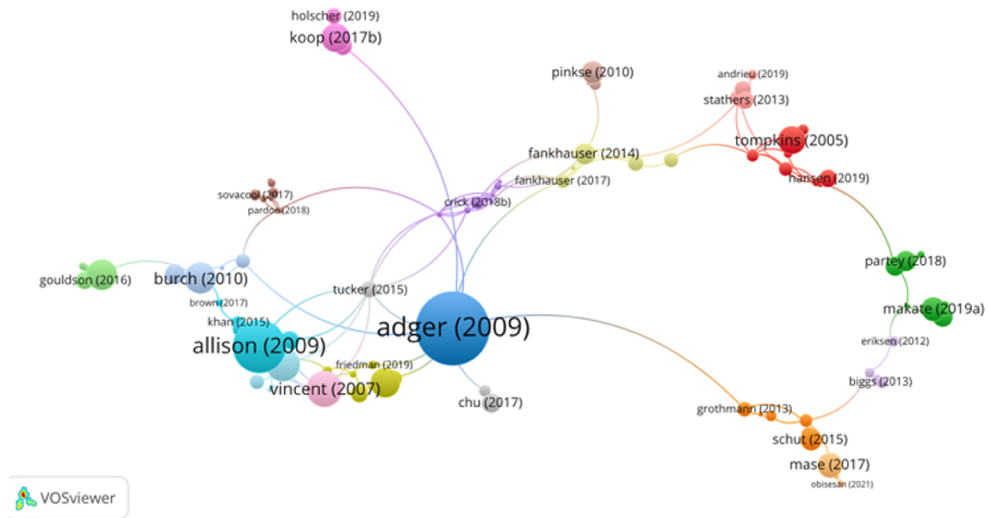 holscher (2019)
koop (2017b)
pinkse (2010)
andrieu (2019)
stathers (2013)
tompkins (2005)
fankhauser (2014)
hansen (2019)
fankhauser (2017)
sovacool (2017)
crick (2018b)
pardoe (2018)
partey (2018)
gouldson (2016)
burch (2010)
tucker (2015)
brown (2017)
makate (2019a)
khan (2015)
adger (2009)
allison (2009)
eriksen (2012)
friedman (2019)
vincent (2007)
biggs (2013)
chu (2017)
grothmann (2013)
schut (2015)
mase (2017)
obisesan (2021)
VOSviewer